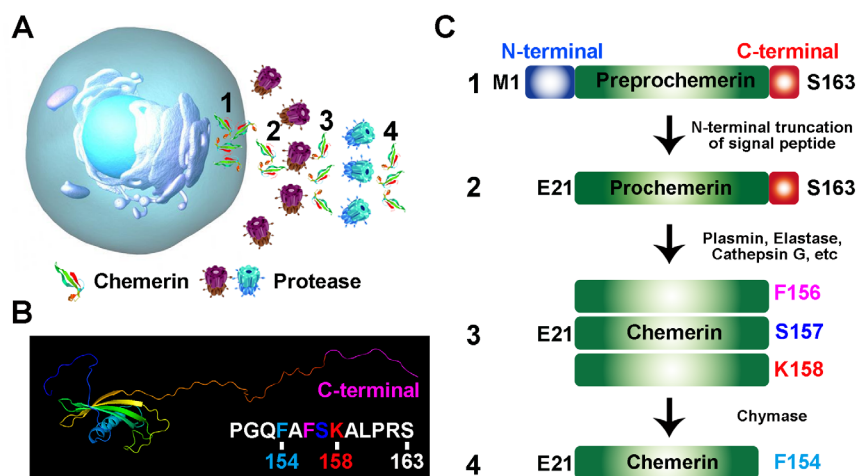 A
1
2
3
4
Chemerin
Protease
B
C-terminal
PGQFAFSKALPRS
154
158
163
C
N-terminal
C-terminal
1
M1
Preprochemerin
S163
N-terminal truncation
of signal peptide
2
E21
Prochemerin
S163
Plasmin, Elastase,
Cathepsin G, etc
F156
3
E21
Chemerin
S157
K158
Chymase
4
E21
Chemerin
F154